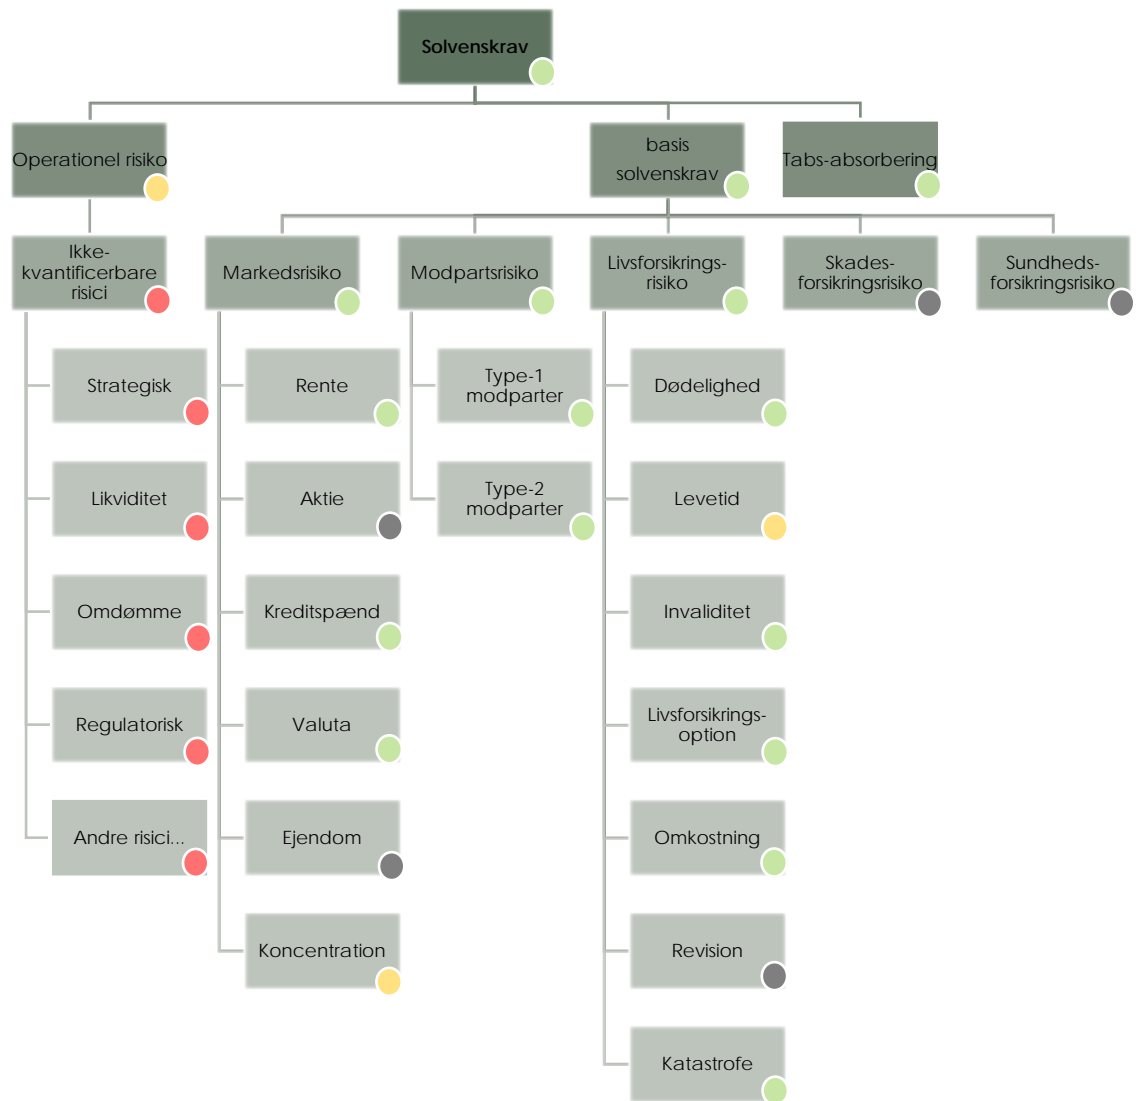 Solvenskrav
Operationel risiko
basis
solvenskrav
Tabs-absorbering
Ikke-
kvantificerbare
risici
Markedsrisiko
Modpartsrisiko
Livsforsikrings-
risiko
Skades-
forsikringsrisiko
Sundheds-
forsikringsrisiko
Strategisk
Rente
Type-1
modparter
Dødelighed
Likviditet
Aktie
Type-2
modparter
Levetid
Omdømme
Kreditspænd
Invaliditet
Regulatorisk
Valuta
Livsforsikrings-
option
Andre risici...
Ejendom
Omkostning
Koncentration
Revision
Katastrofe